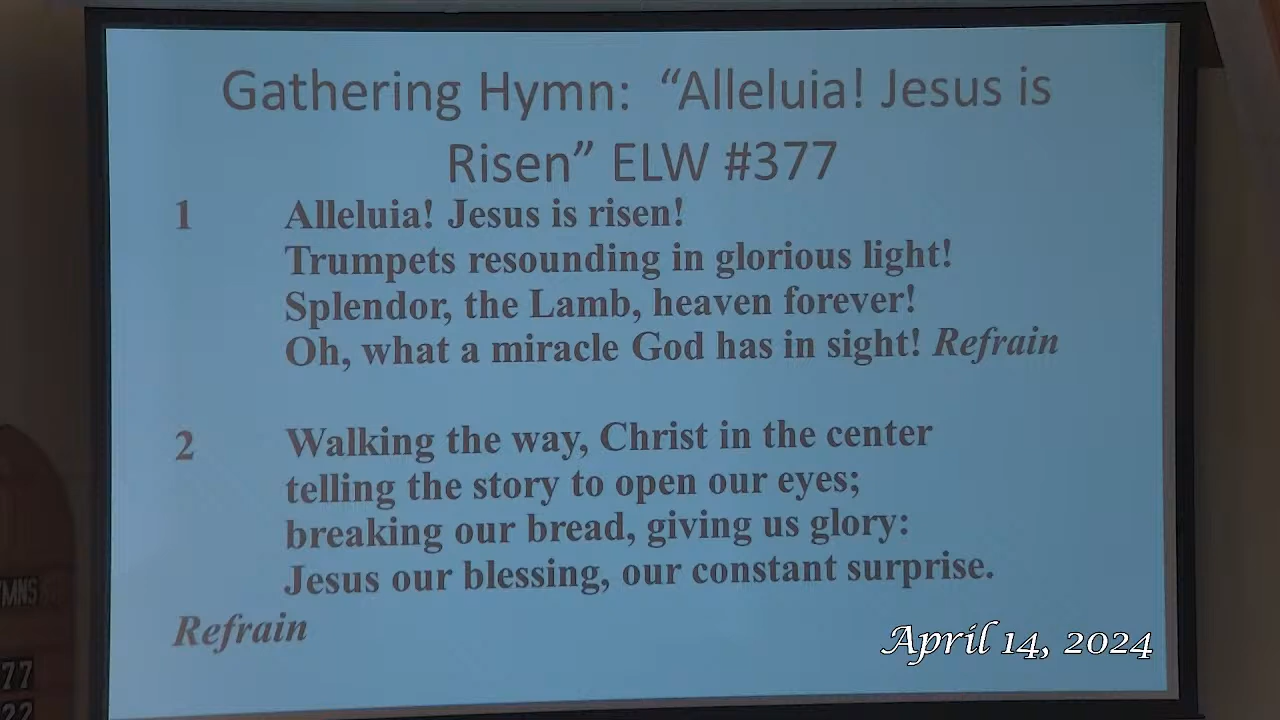 Gathering Hymn: “Alleluia! Jesus is
Risen” ELW #377
1 Alleluia! Jesus is risen!
Trumpets resounding in glorious light!
Splendor, the Lamb, heaven forever!
Oh, what a miracle God has in sight! Refrain
2 Walking the way, Christ in the center
telling the story to open our eyes;
breaking our bread, giving us glory:
Jesus our blessing, our constant surprise.
Refrain
April 14, 2024
MNS
77
22